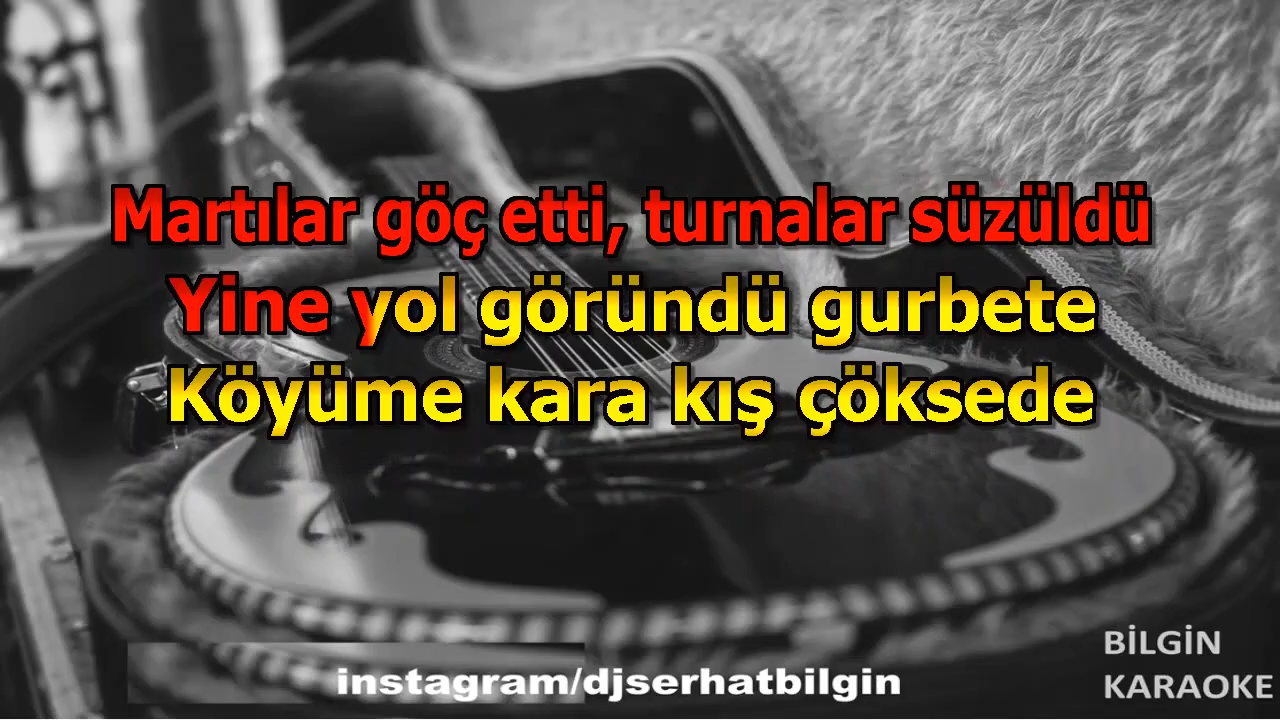 Martılar göç etti, turnalar süzüldü
Yine yol göründü gurbete
Köyüme kara kış çöksede
BİLGİN
KARAOKE
instagram/djserhatbilgin